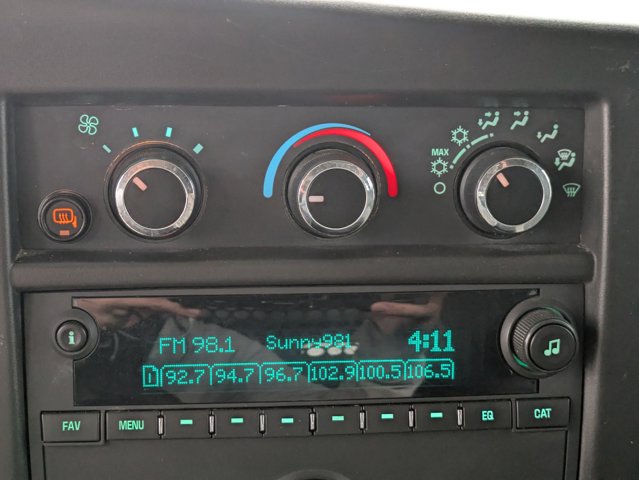 MAX
i
FM 98.1 Sunny981 4:11
1 92.7 94.7 96.7 102.9 100.5 106.5
FAV MENU EQ CAT